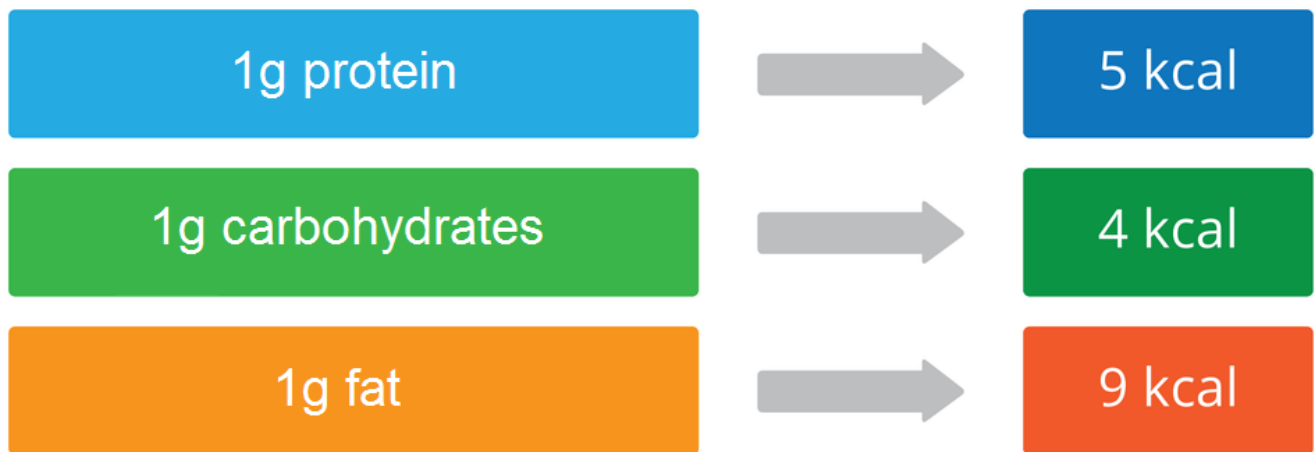 1g protein
5 kcal
1g carbohydrates
4 kcal
1g fat
9 kcal